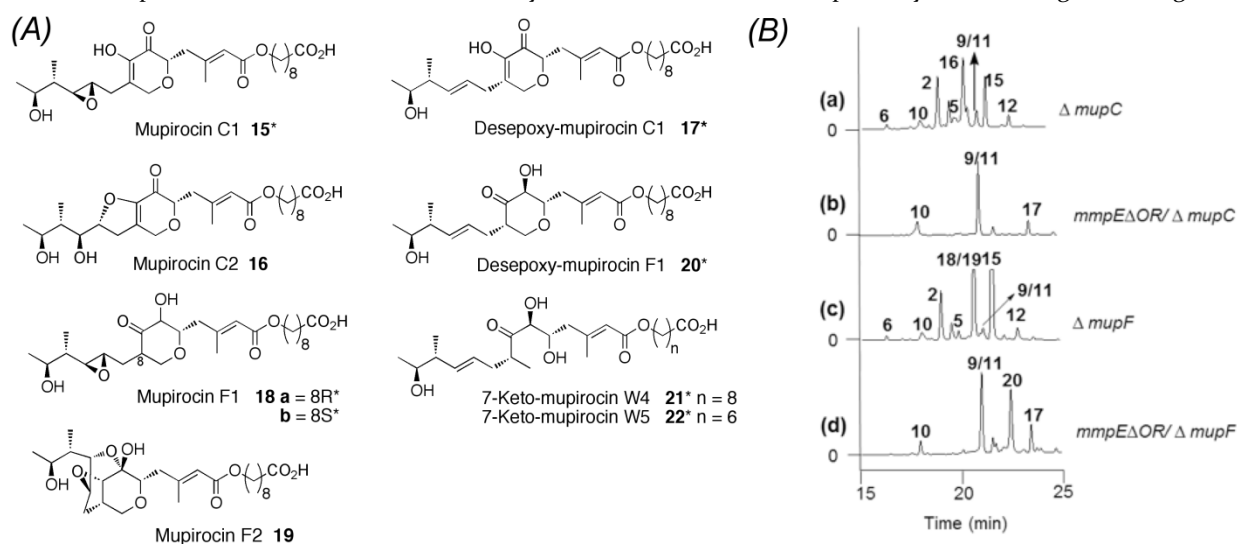 (A)
HO
O
O
O
CO₂H
8
O
O
OH
Mupirocin C1 15*
HO
O
O
O
CO₂H
8
O
OH
Desepoxy-mupirocin C1 17*
O
O
O
O
CO₂H
8
O
OH OH
Mupirocin C2 16
OH
O
O
O
CO₂H
8
O
OH
Desepoxy-mupirocin F1 20*
OH
O
O
O
CO₂H
8
8
O
O
OH
Mupirocin F1 18 a = 8R*
b = 8S*
O
OH
OH
O
O
CO₂H
n
OH
7-Keto-mupirocin W4 21* n = 8
7-Keto-mupirocin W5 22* n = 6
OH
O
O
O
O
O
CO₂H
8
OH
Mupirocin F2 19
(B)
9/11
16
2
15
6
10
5
12
(a)
0
Δ mupC
9/11
10
17
(b)
0
mmpEΔOR/ Δ mupC
18/19 15
2
9/11
6
10
5
12
(c)
0
Δ mupF
9/11
20
10
17
(d)
0
mmpEΔOR/ Δ mupF
15
20
25
Time (min)